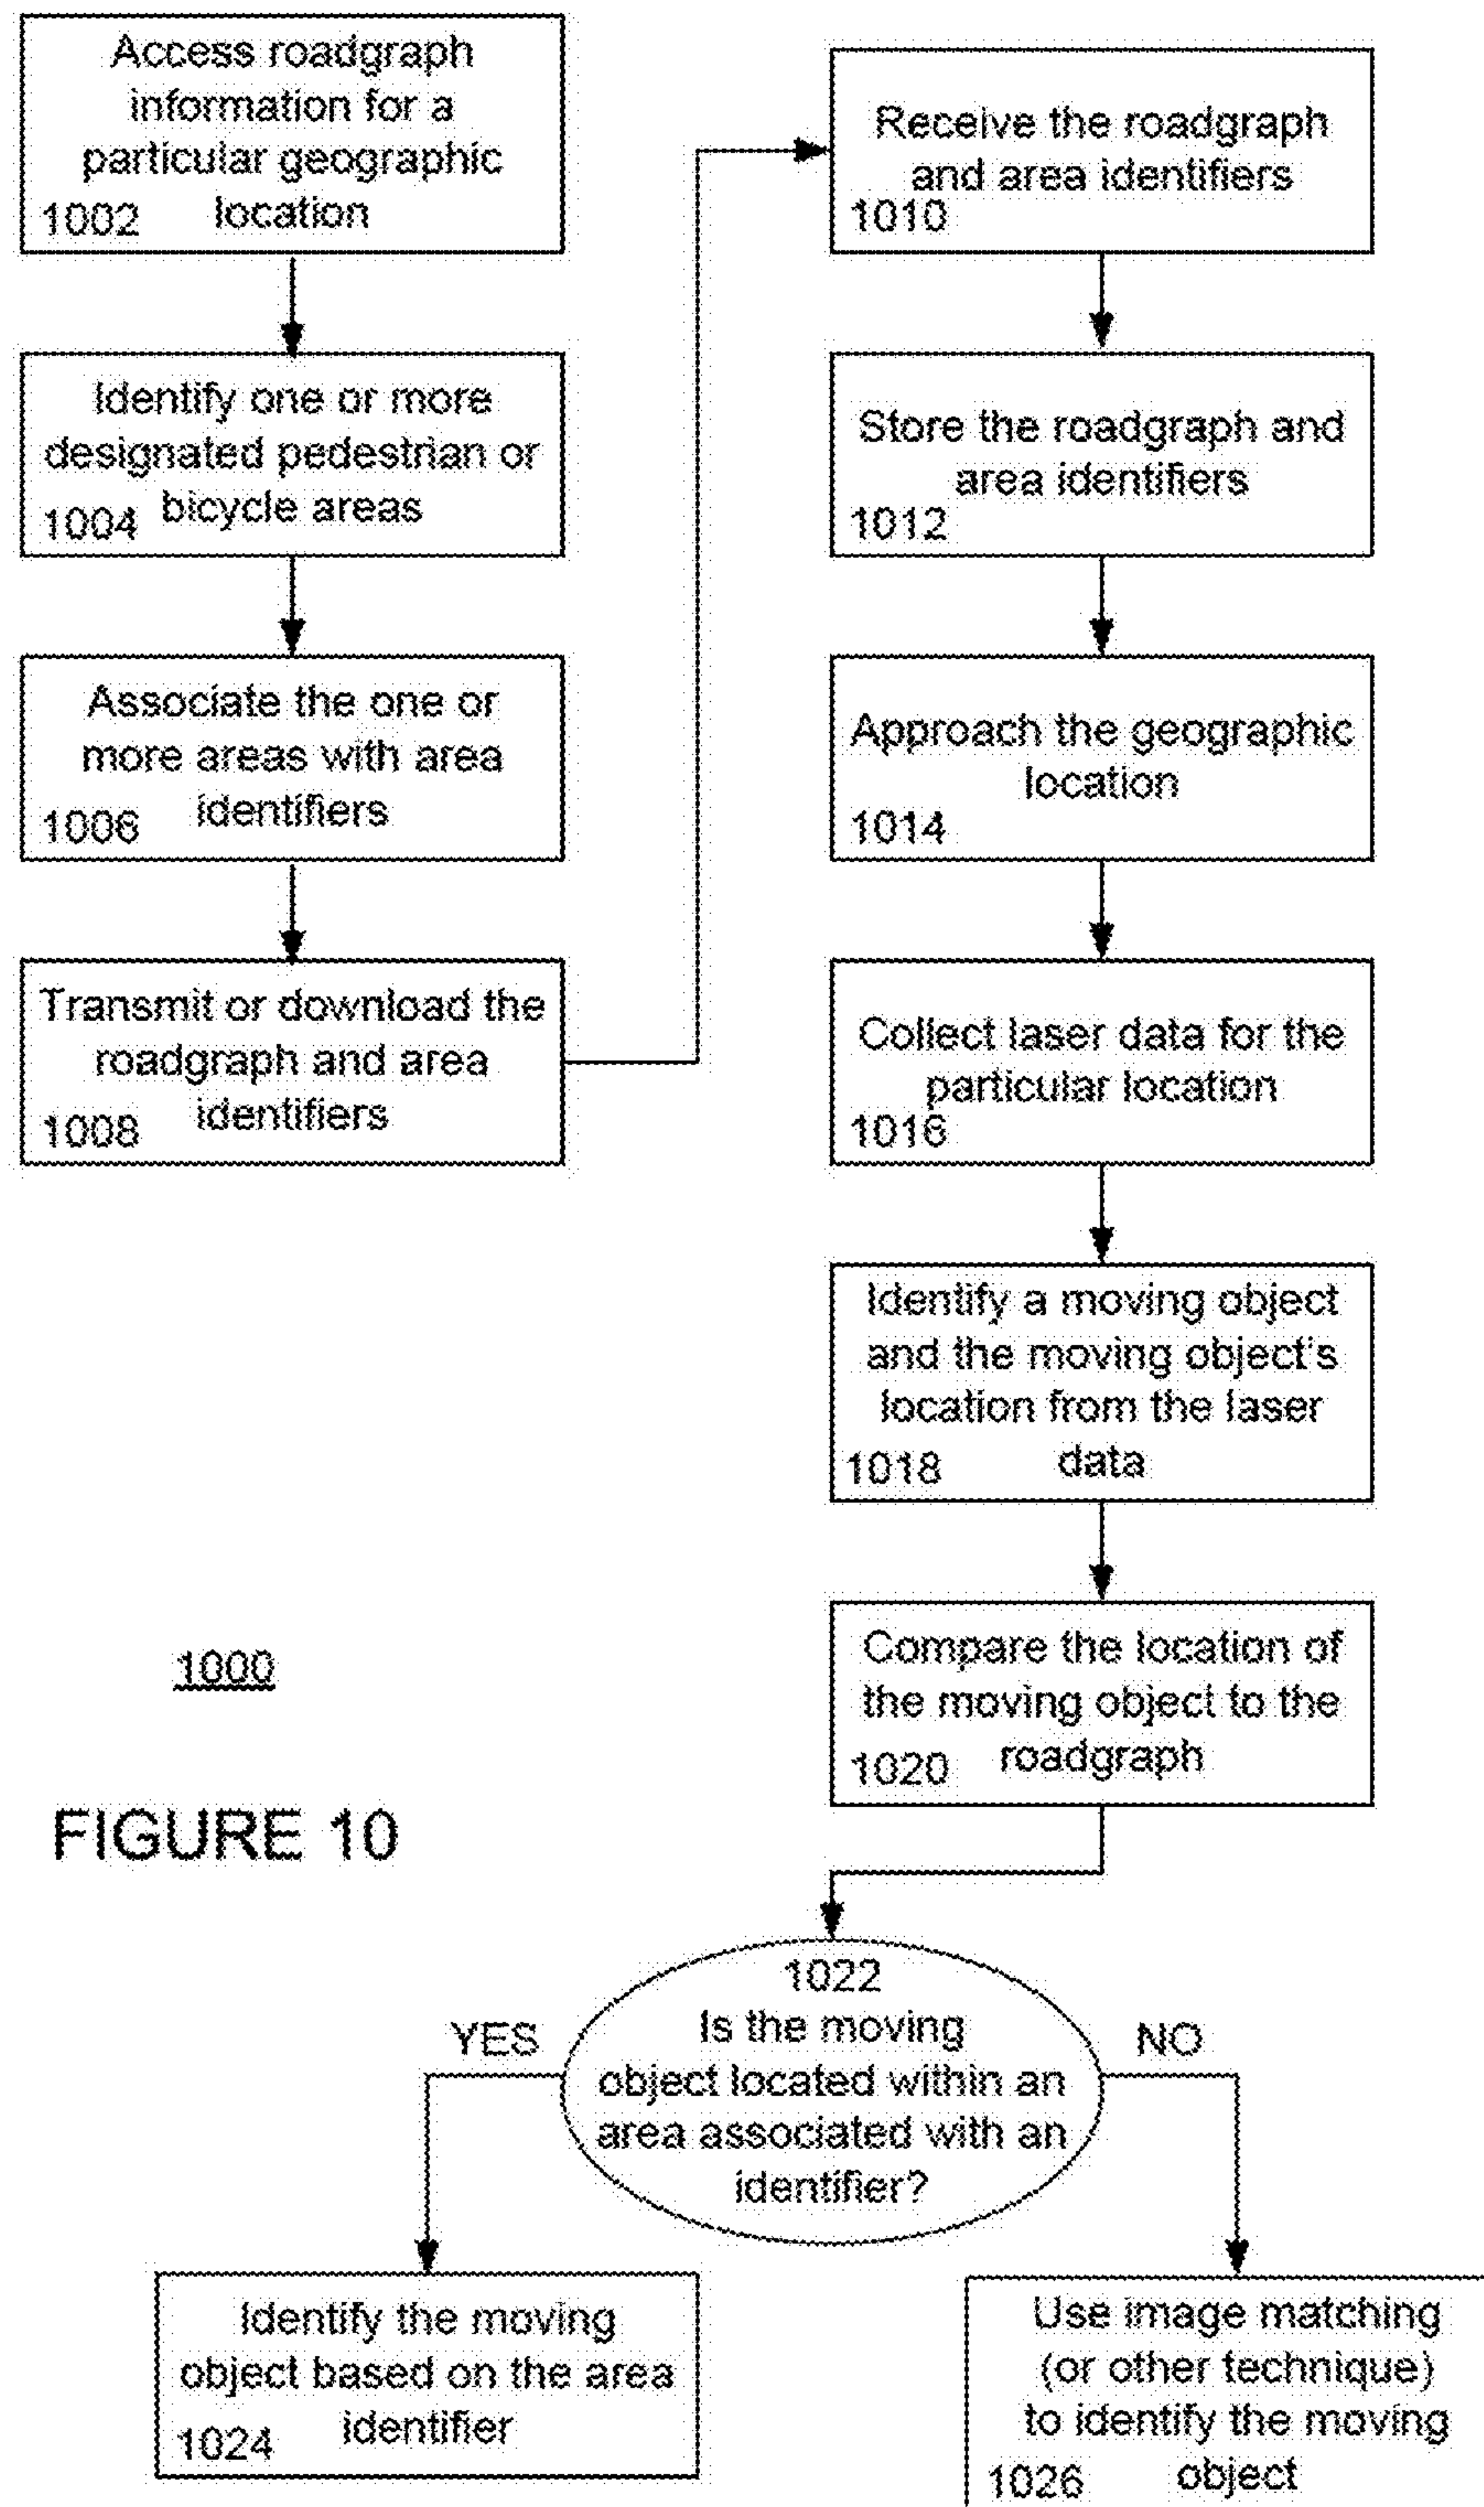 Access roadgraph
information for a
particular geographic
1002 location
Identify one or more
designated pedestrian or
1004 bicycle areas
Associate the one or
more areas with area
1006 identifiers
Transmit or download the
roadgraph and area
1008 identifiers
Receive the roadgraph
and area identifiers
1010
Store the roadgraph and
area identifiers
1012
Approach the geographic
location
1014
Collect laser data for the
particular location
1016
Identify a moving object
and the moving object's
location from the laser
1018 data
Compare the location of
the moving object to the
1020 roadgraph
1000
FIGURE 10
1022
Is the moving
object located within an
area associated with an
identifier?
YES
NO
Identify the moving
object based on the area
1024 identifier
Use image matching
(or other technique)
to identify the moving
1026 object